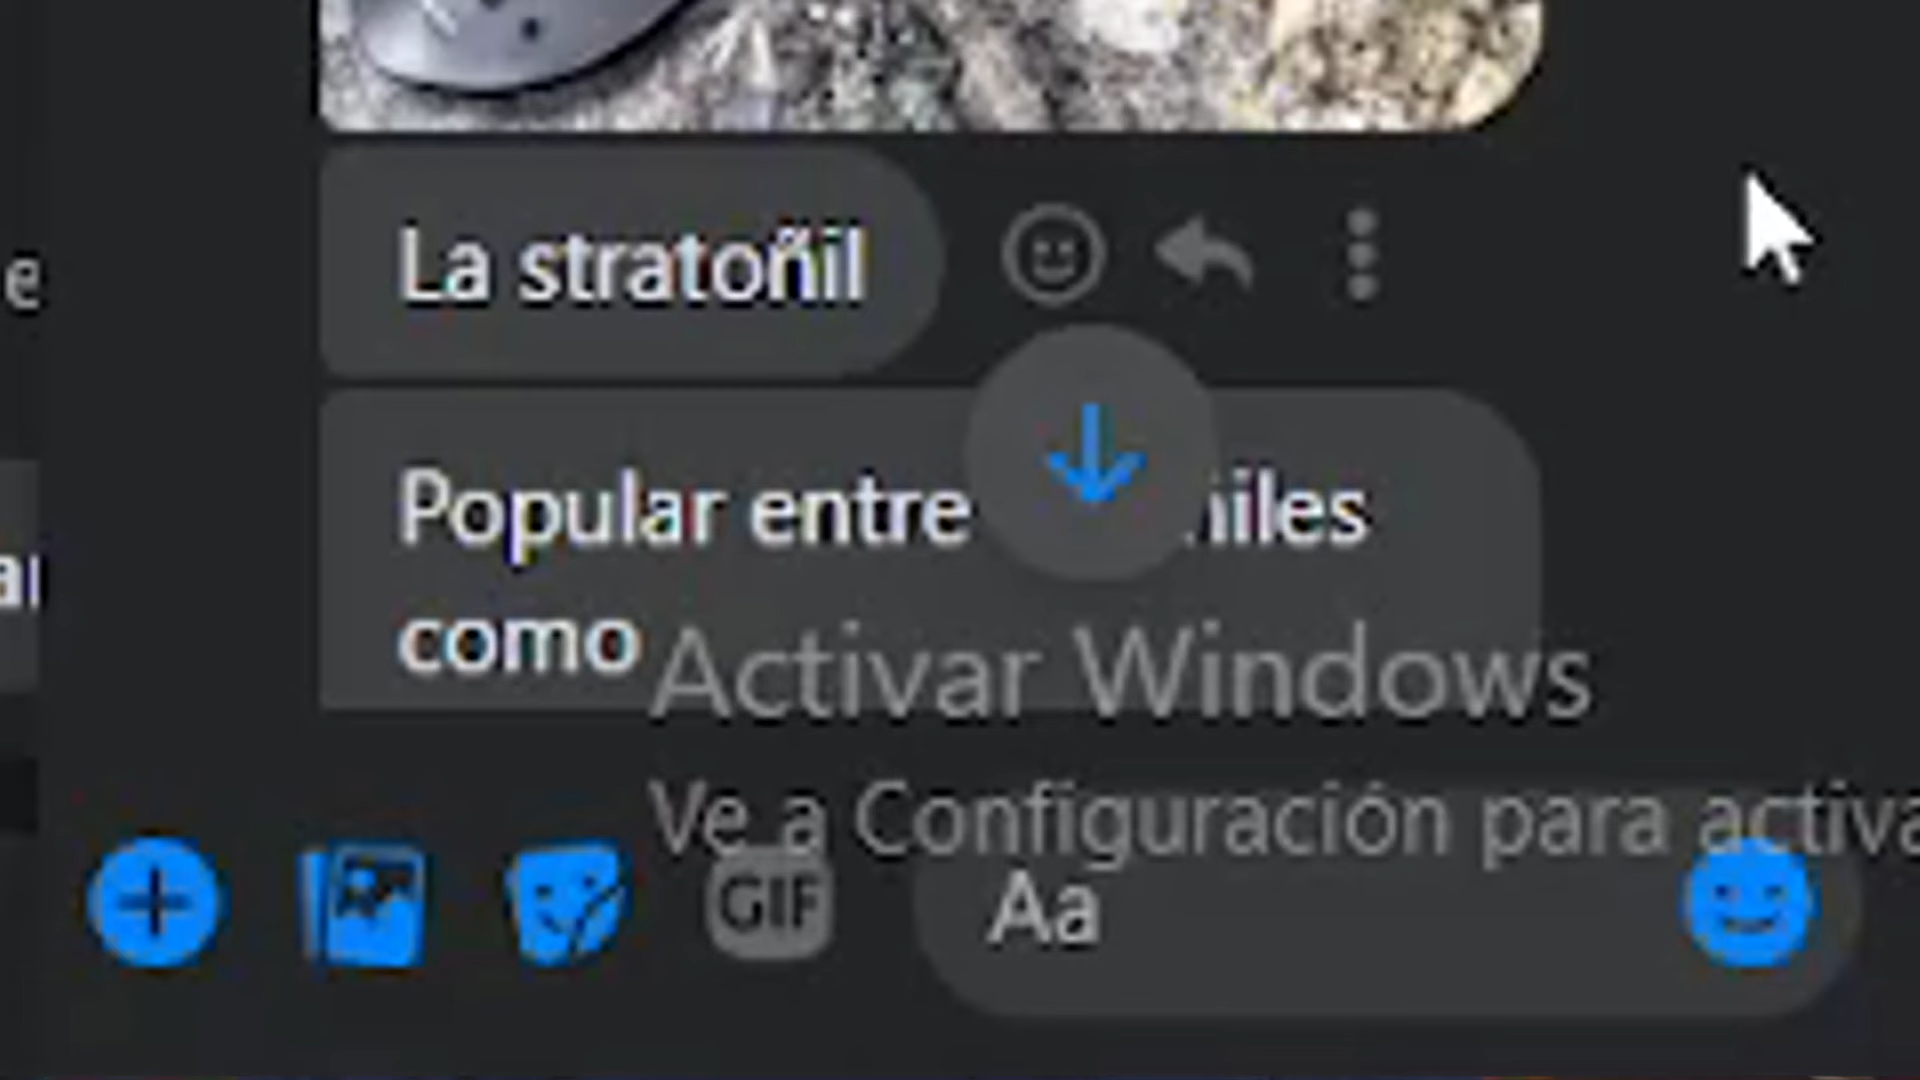 La stratoñil
e
Popular entre iles
como
Activar Windows
Ve a Configuración para activa
GIF
Aa